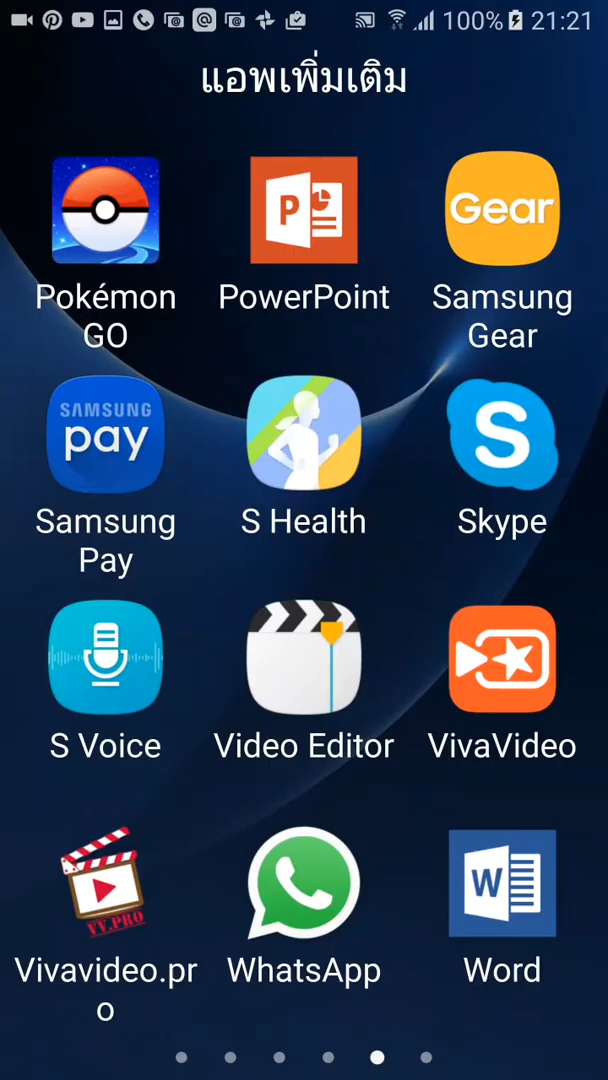 100% 21:21
แอพเพิ่มเติม
P
Gear
Pokémon
GO
PowerPoint
Samsung
Gear
SAMSUNG
pay
S
Samsung
Pay
S Health
Skype
S Voice
Video Editor
VivaVideo
VV.PRO
W
Vivavideo.pr
o
WhatsApp
Word